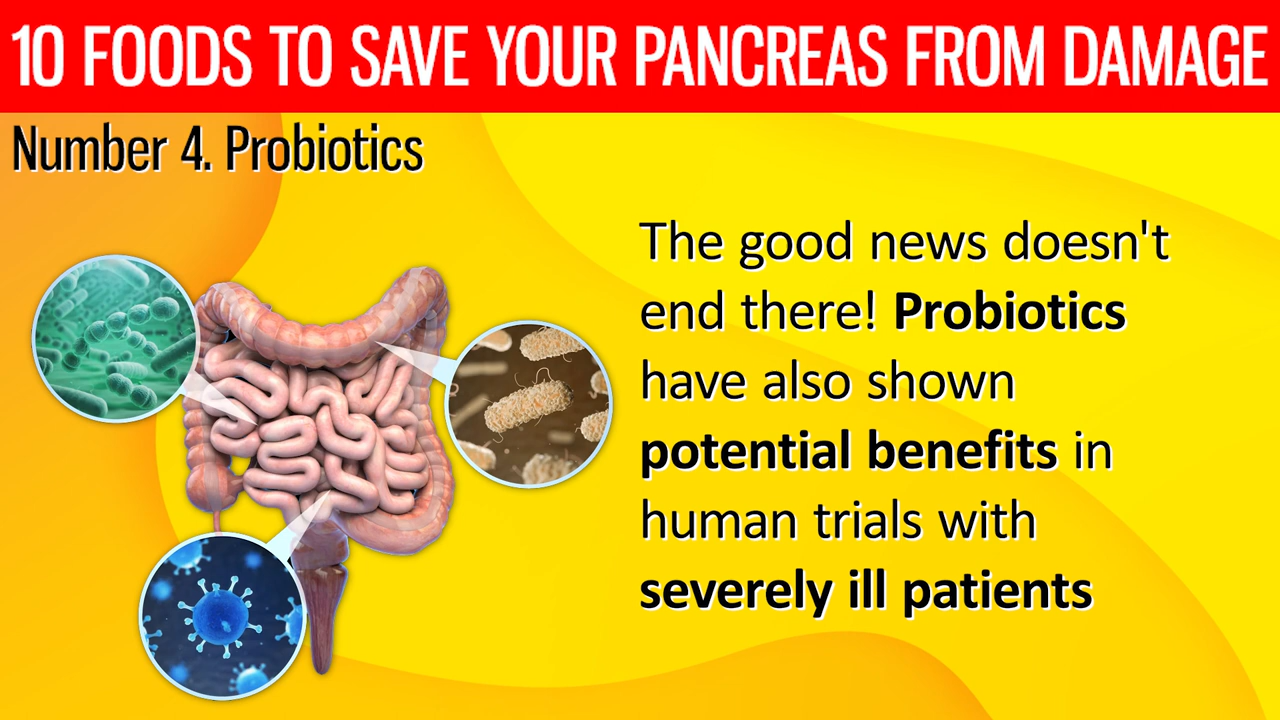 10 FOODS TO SAVE YOUR PANCREAS FROM DAMAGE
Number 4. Probiotics
The good news doesn't
end there! Probiotics
have also shown
potential benefits in
human trials with
severely ill patients